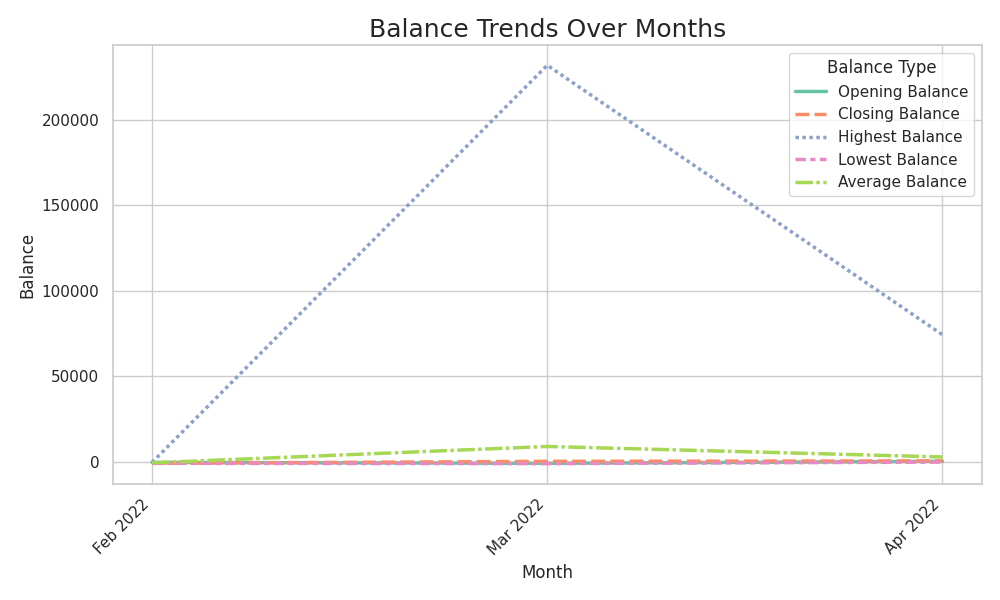 Balance Trends Over Months
Balance Type
Opening Balance
Closing Balance
Highest Balance
Lowest Balance
Average Balance
Balance
200000
150000
100000
50000
0
Feb 2022
Mar 2022
Apr 2022
Month